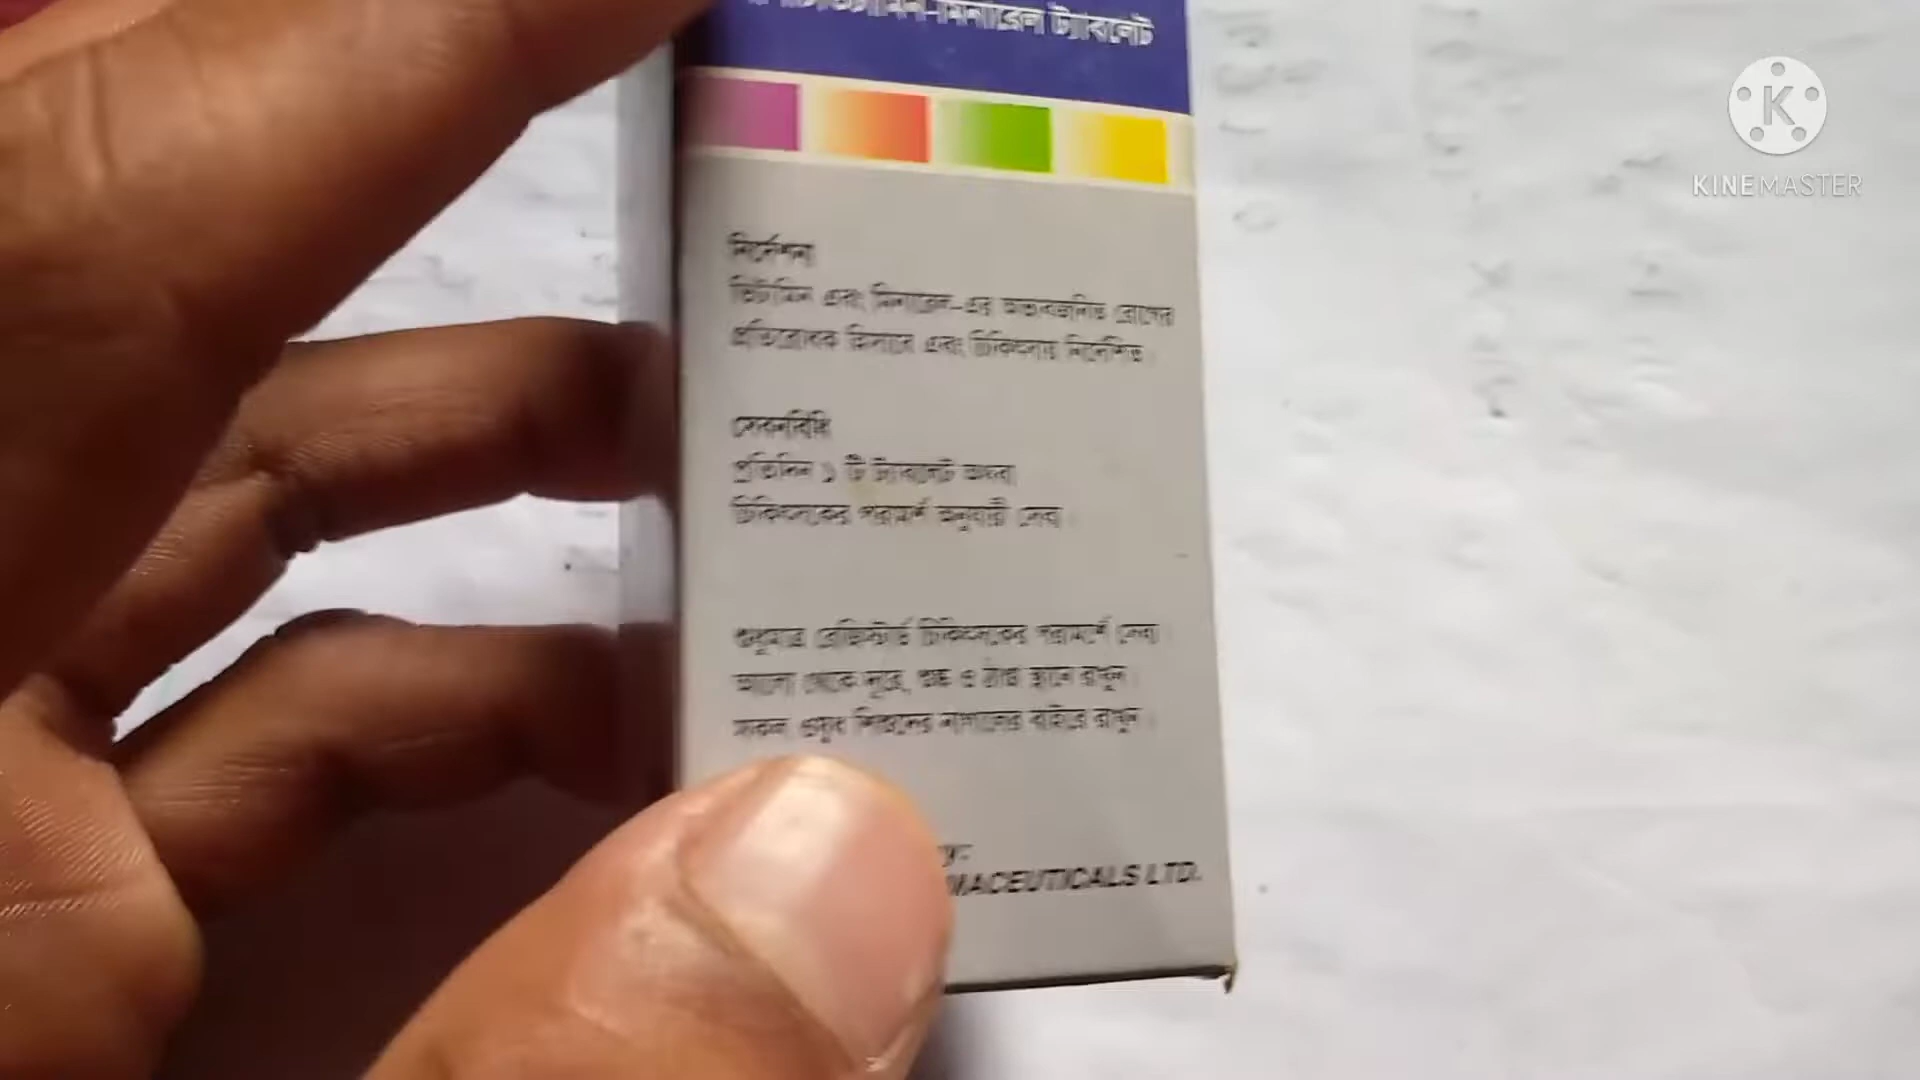 মিনারেল ট্যাবলেট
নির্দেশনা
ভিটামিন এবং মিনারেল-এর অভাবজনিত রোগের
প্রতিরোধক হিসাবে এবং চিকিৎসায় নির্দেশিত।
সেবনবিধি
প্রতিদিন ১ টি ট্যাবলেট অথবা
চিকিৎসকের পরামর্শ অনুযায়ী সেব্য।
শুধুমাত্র রেজিস্টার্ড চিকিৎসকের পরামর্শে সেব্য।
আলো থেকে দূরে, শুষ্ক ও ঠাণ্ডা স্থানে রাখুন।
সকল ওষুধ শিশুদের নাগালের বাইরে রাখুন।
MACEUTICALS LTD.
K
KINEMASTER